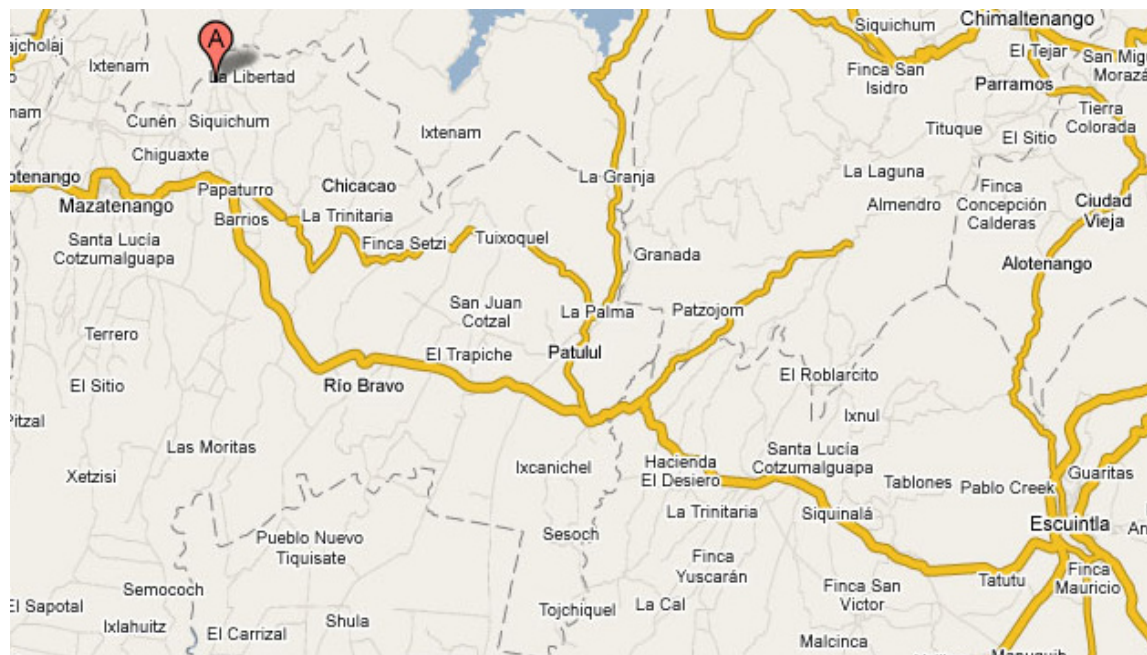 Siquichum
Chimaltenango
ajcholaj
A
El Tejar
San Mig
Morazá
Ixtenam
La Libertad
Finca San
Isidro
Parramos
nam
Cunén
Siquichum
Ixtenam
Tituque
El Sitio
Tierra
Colorada
Chiguaxte
otenango
Papaturro
Chicacao
La Granja
La Laguna
Finca
Concepción
Calderas
Mazatenango
Barrios
La Trinitaria
Almendro
Ciudad
Vieja
Santa Lucía
Cotzumalguapa
Finca Setzi
Tuixoquel
Granada
Alotenango
San Juan
Cotzal
La Palma
Patzojom
Terrero
El Trapiche
Patulul
El Sitio
Río Bravo
El Roblarcito
Pitzal
Ixnul
Las Moritas
Santa Lucía
Cotzumalguapa
Xetzisi
Ixcanichel
Hacienda
El Desiero
Tablones
Pablo Creek
Guaritas
La Trinitaria
Siquinalá
Escuintla
An
Pueblo Nuevo
Tiquisate
Sesoch
Finca
Yuscarán
Tatutu
Finca
Mauricio
Semococh
Finca San
Victor
El Sapotal
Tojchiquel
La Cal
Ixlahuitz
El Carrizal
Shula
Malcinca